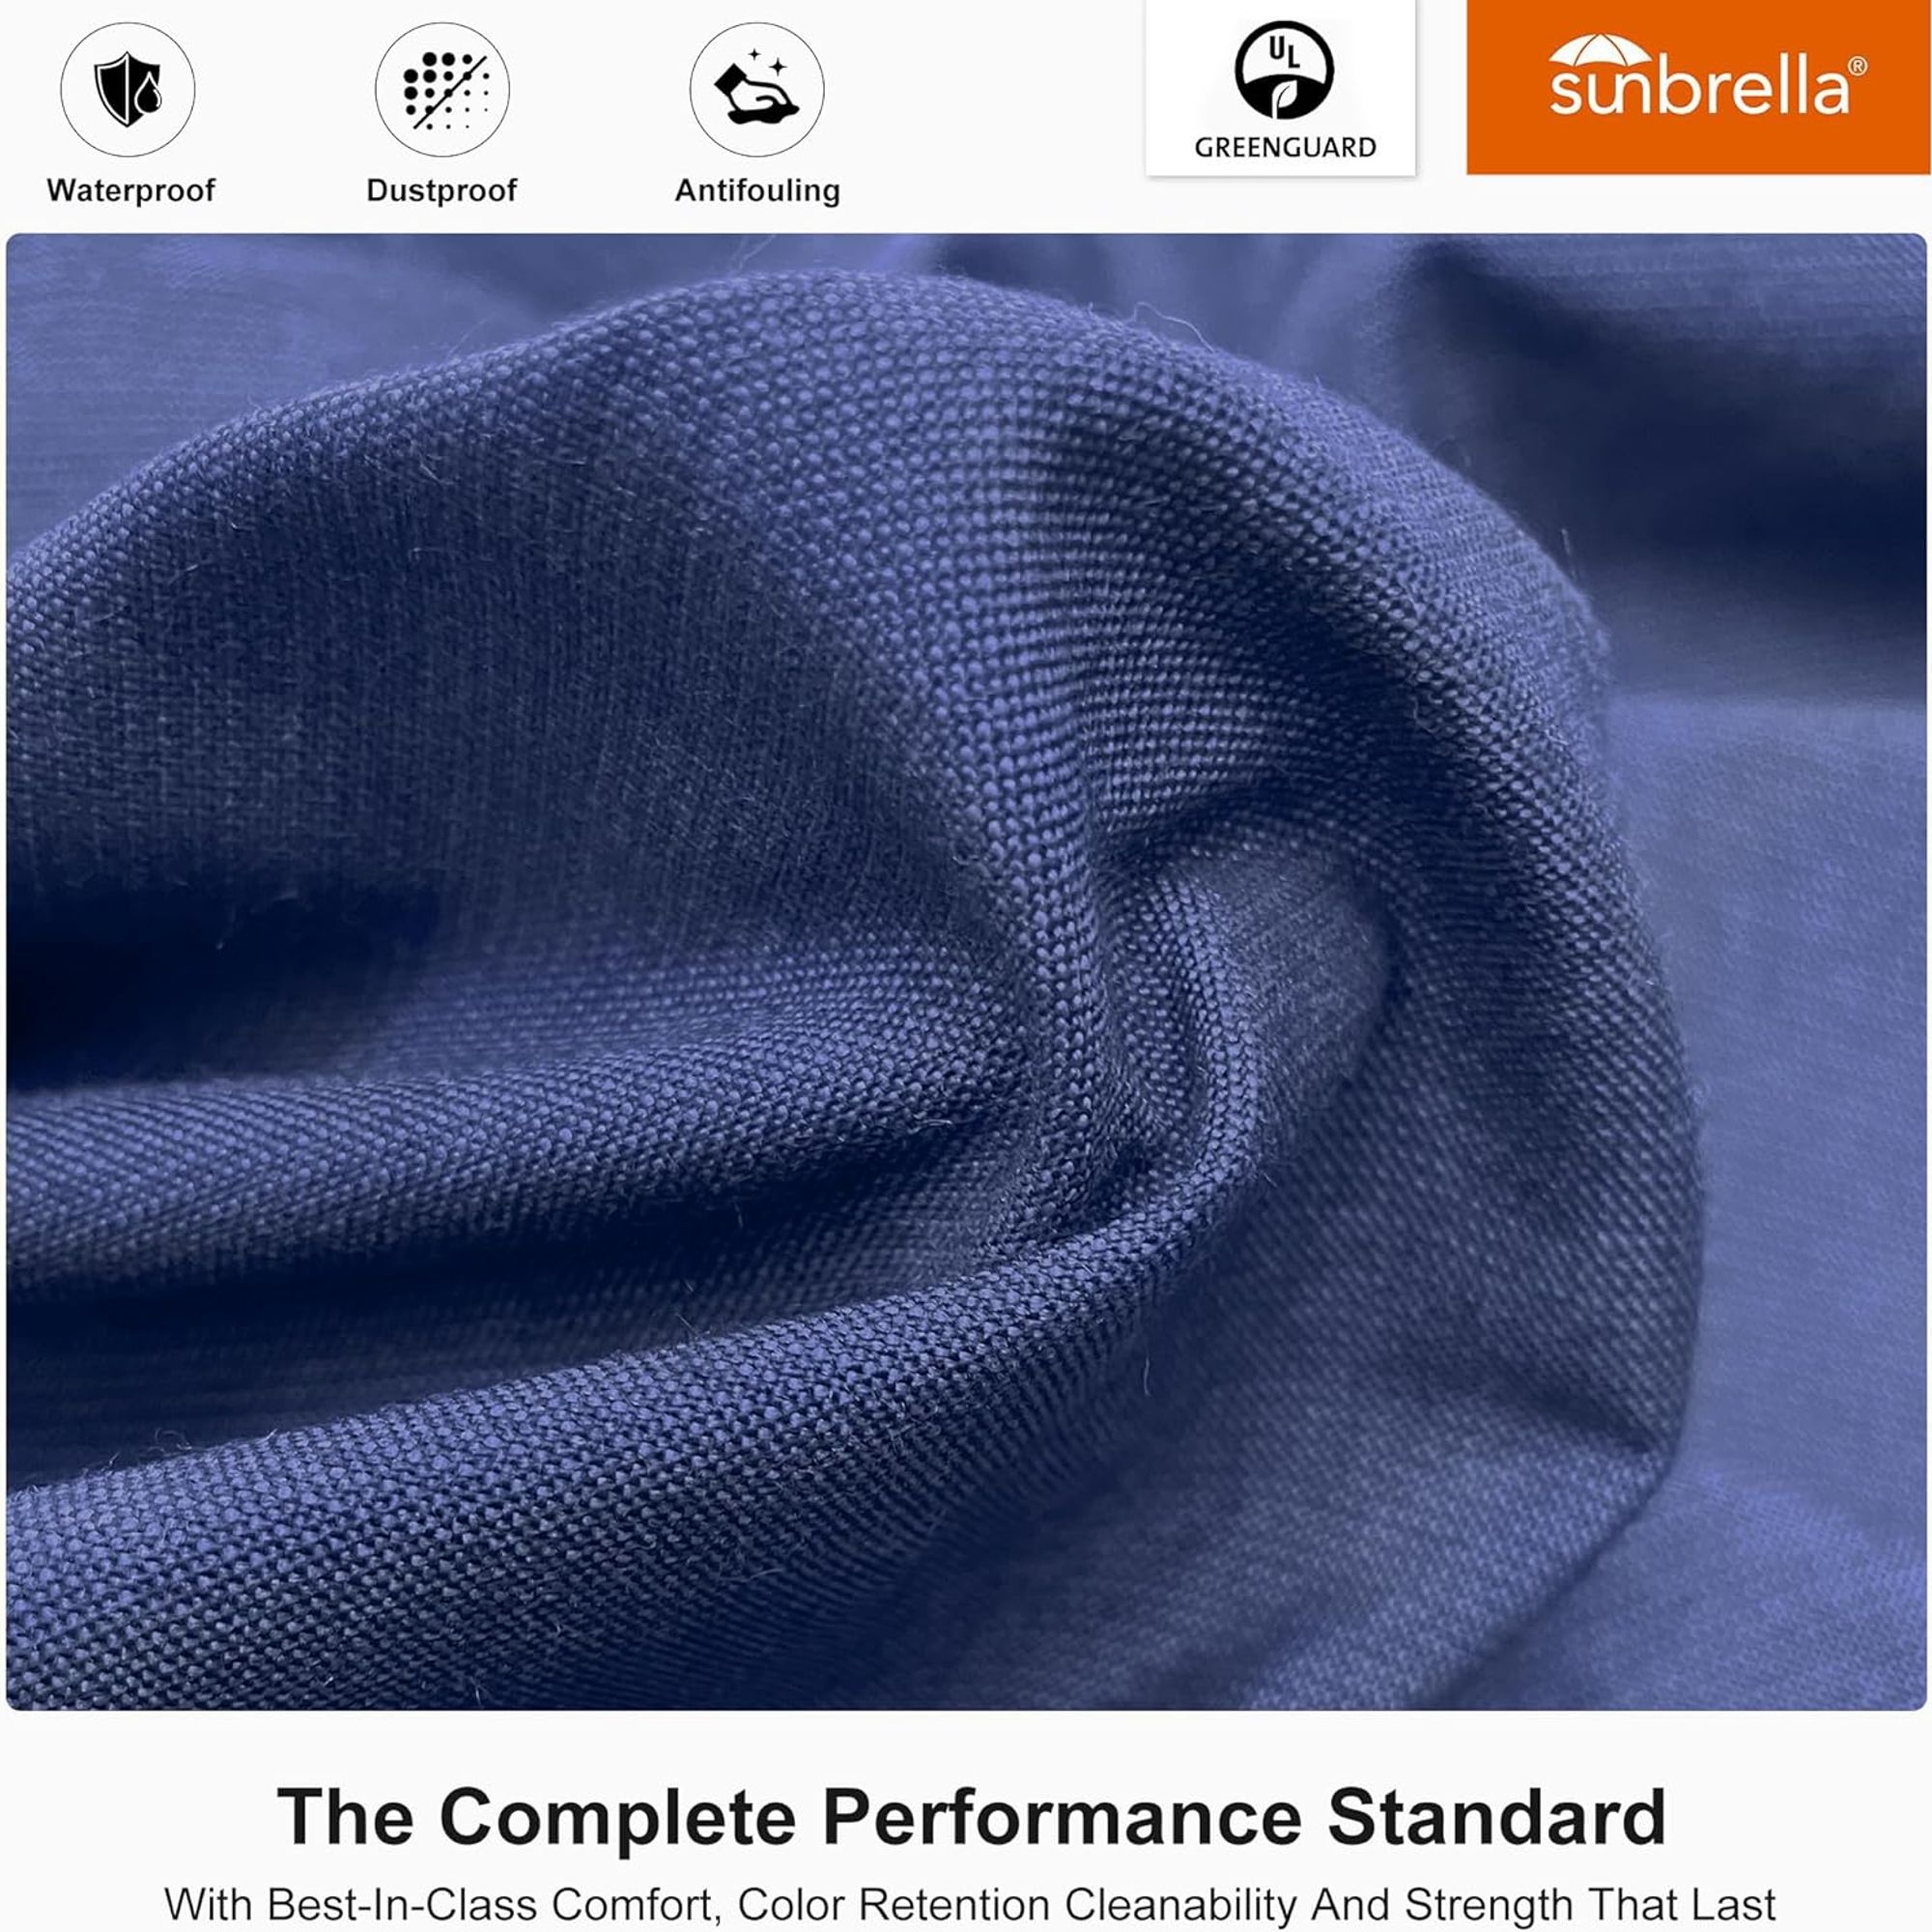 Waterproof
Dustproof
Antifouling
UL
GREENGUARD
sunbrella®
The Complete Performance Standard
With Best-In-Class Comfort, Color Retention Cleanability And Strength That Last